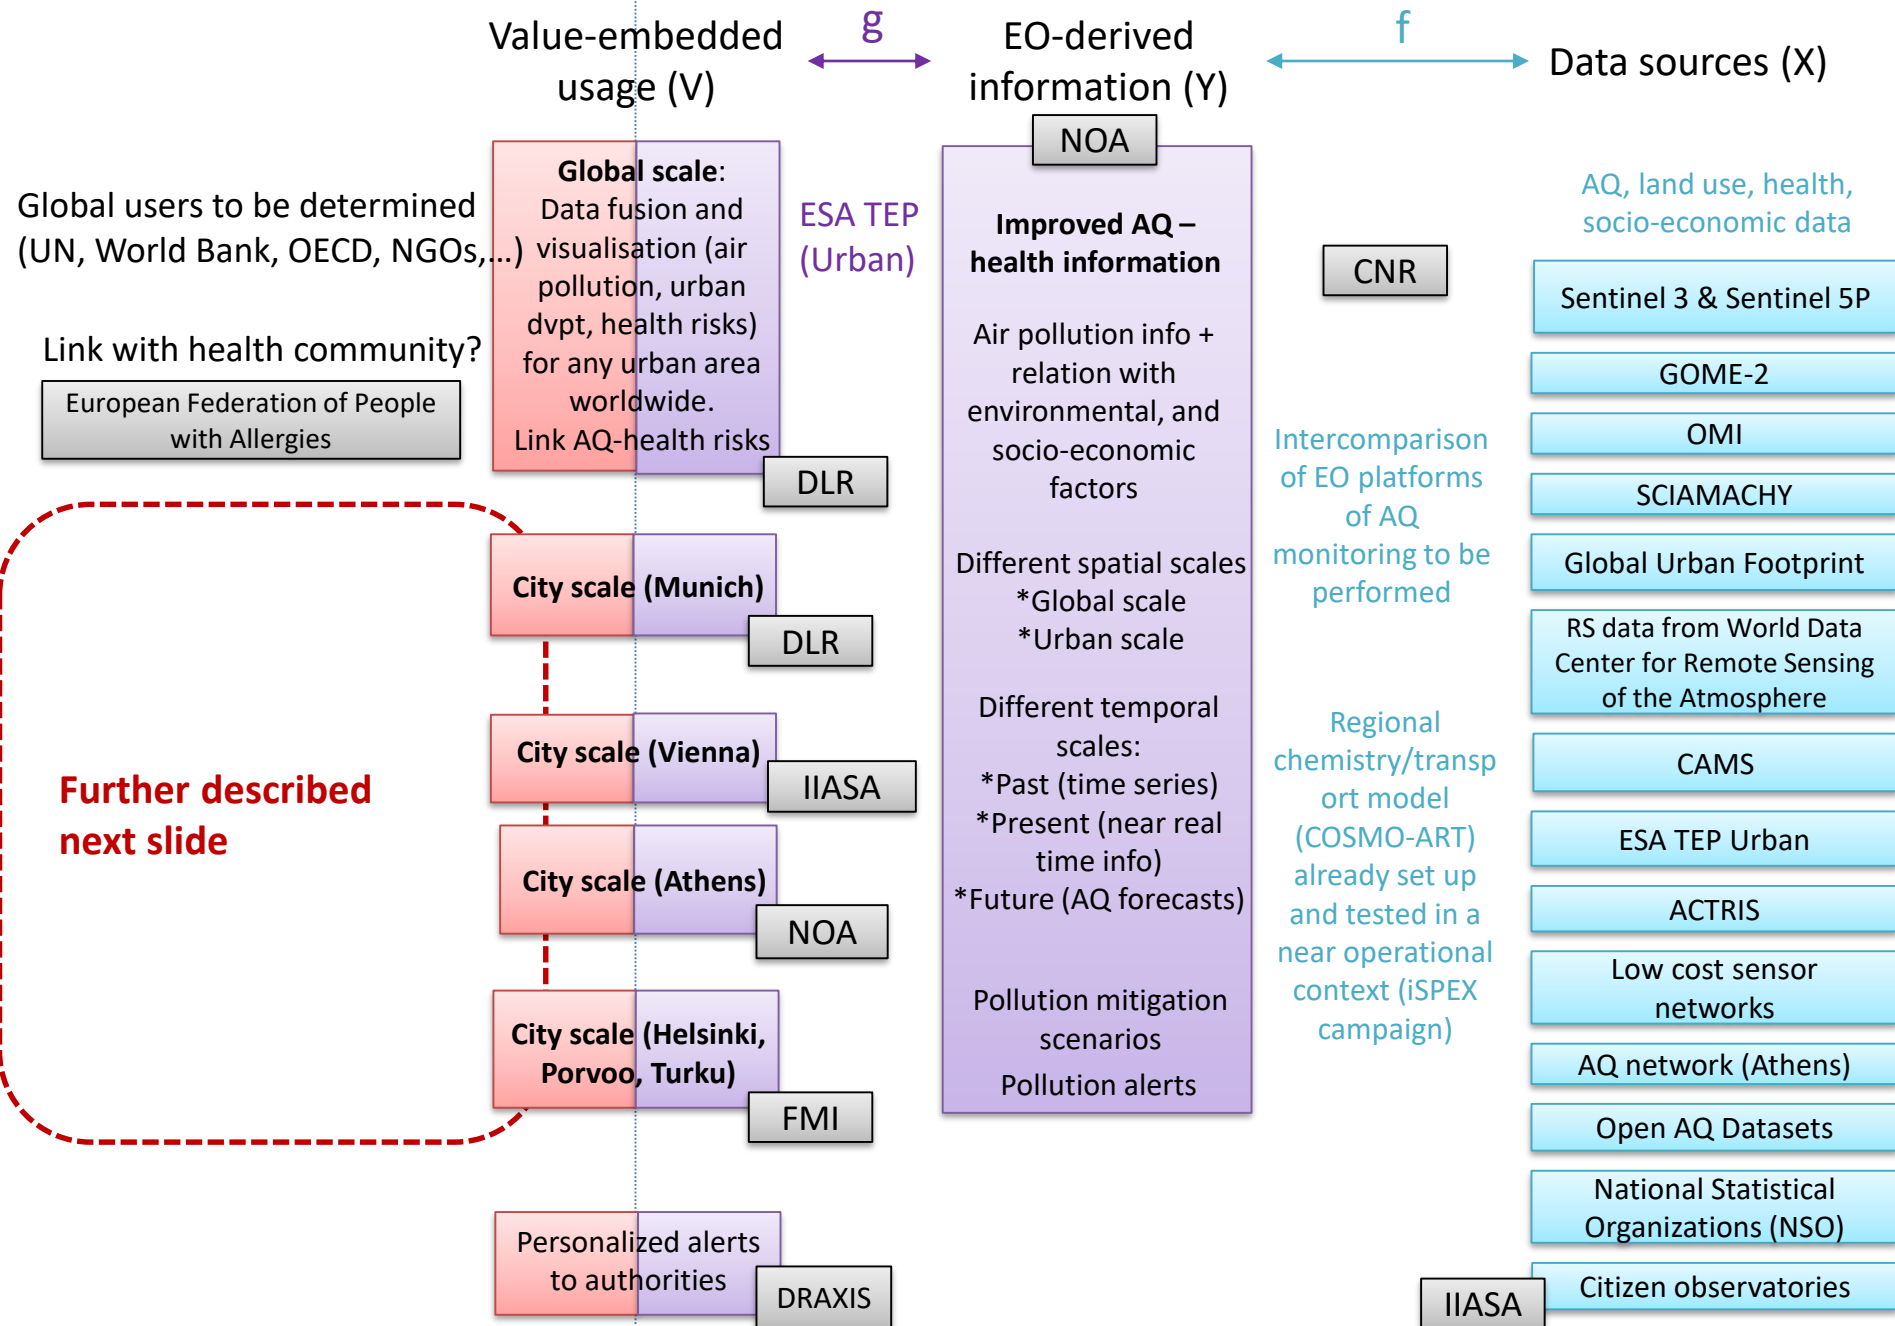 Value-embedded
usage (V)
g
EO-derived
information (Y)
f
Data sources (X)
Global users to be determined
(UN, World Bank, OECD, NGOs,...)
Link with health community?
European Federation of People
with Allergies
Further described
next slide
Global scale:
Data fusion and
visualisation (air
pollution, urban
dvpt, health risks)
for any urban area
worldwide.
Link AQ-health risks
DLR
City scale (Munich)
DLR
City scale (Vienna)
IIASA
City scale (Athens)
NOA
City scale (Helsinki,
Porvoo, Turku)
FMI
Personalized alerts
to authorities
DRAXIS
ESA TEP
(Urban)
NOA
Improved AQ –
health information
Air pollution info +
relation with
environmental, and
socio-economic
factors
Different spatial scales
*Global scale
*Urban scale
Different temporal
scales:
*Past (time series)
*Present (near real
time info)
*Future (AQ forecasts)
Pollution mitigation
scenarios
Pollution alerts
CNR
Intercomparison
of EO platforms
of AQ
monitoring to be
performed
Regional
chemistry/transp
ort model
(COSMO-ART)
already set up
and tested in a
near operational
context (iSPEX
campaign)
AQ, land use, health,
socio-economic data
Sentinel 3 & Sentinel 5P
GOME-2
OMI
SCIAMACHY
Global Urban Footprint
RS data from World Data
Center for Remote Sensing
of the Atmosphere
CAMS
ESA TEP Urban
ACTRIS
Low cost sensor
networks
AQ network (Athens)
Open AQ Datasets
National Statistical
Organizations (NSO)
Citizen observatories
IIASA